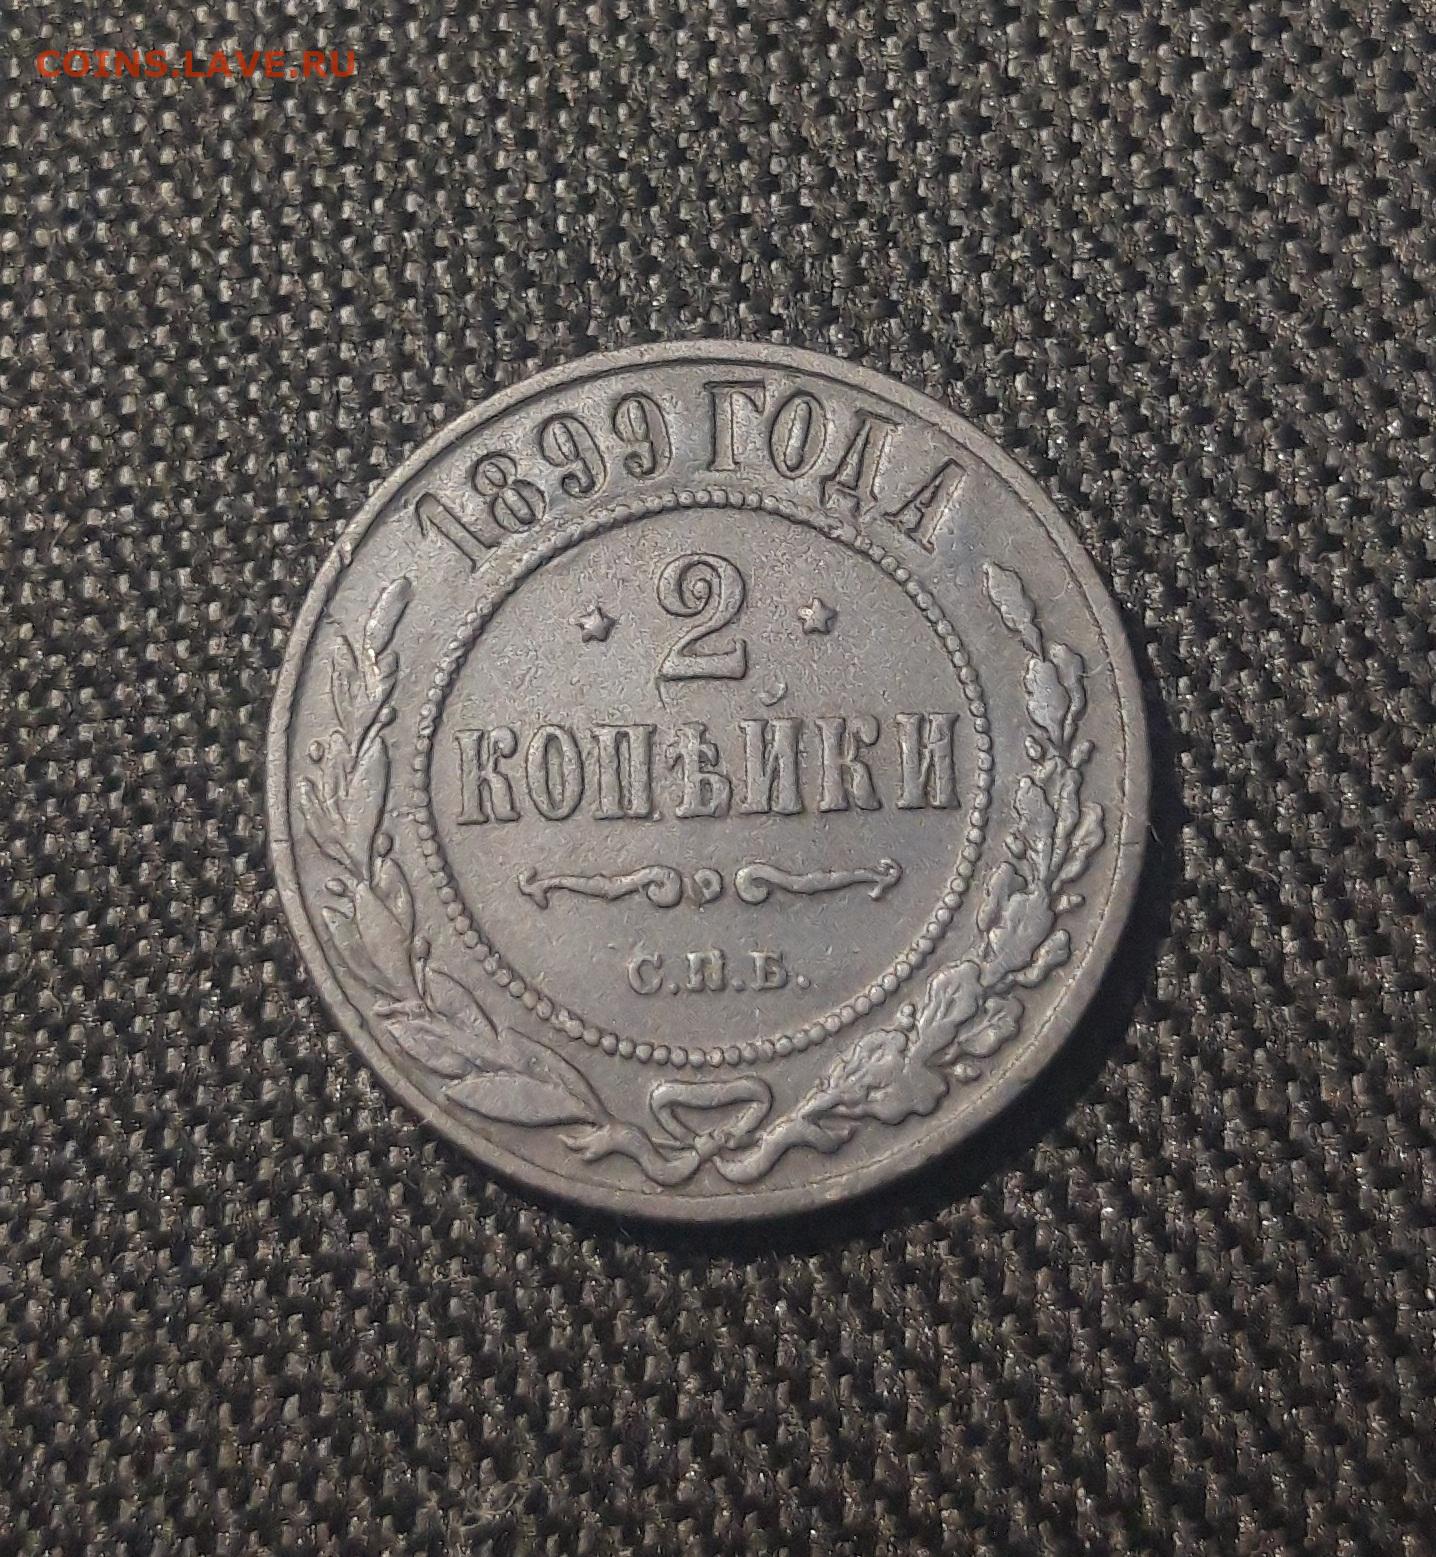 COINS.LAVE.RU
1899 ГОДА
2
КОПѢЙКИ
С.П.Б.